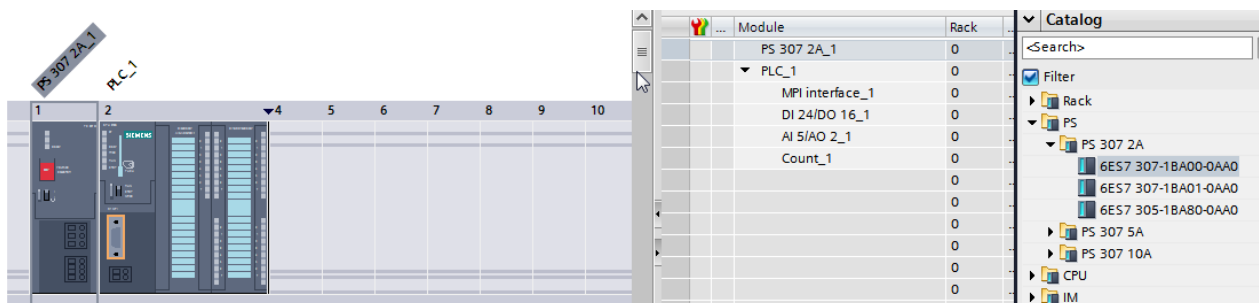 PS 307 2A_1
PLC_1
1 2 4 5 6 7 8 9 10
SIEMENS
... Module Rack ..
PS 307 2A_1 0
PLC_1 0
MPI interface_1 0
DI 24/DO 16_1 0
AI 5/AO 2_1 0
Count_1 0
0
0
0
0
0
0
Catalog
<Search>
Filter
Rack
PS
PS 307 2A
6ES7 307-1BA00-0AA0
6ES7 307-1BA01-0AA0
6ES7 305-1BA80-0AA0
PS 307 5A
PS 307 10A
CPU
IM